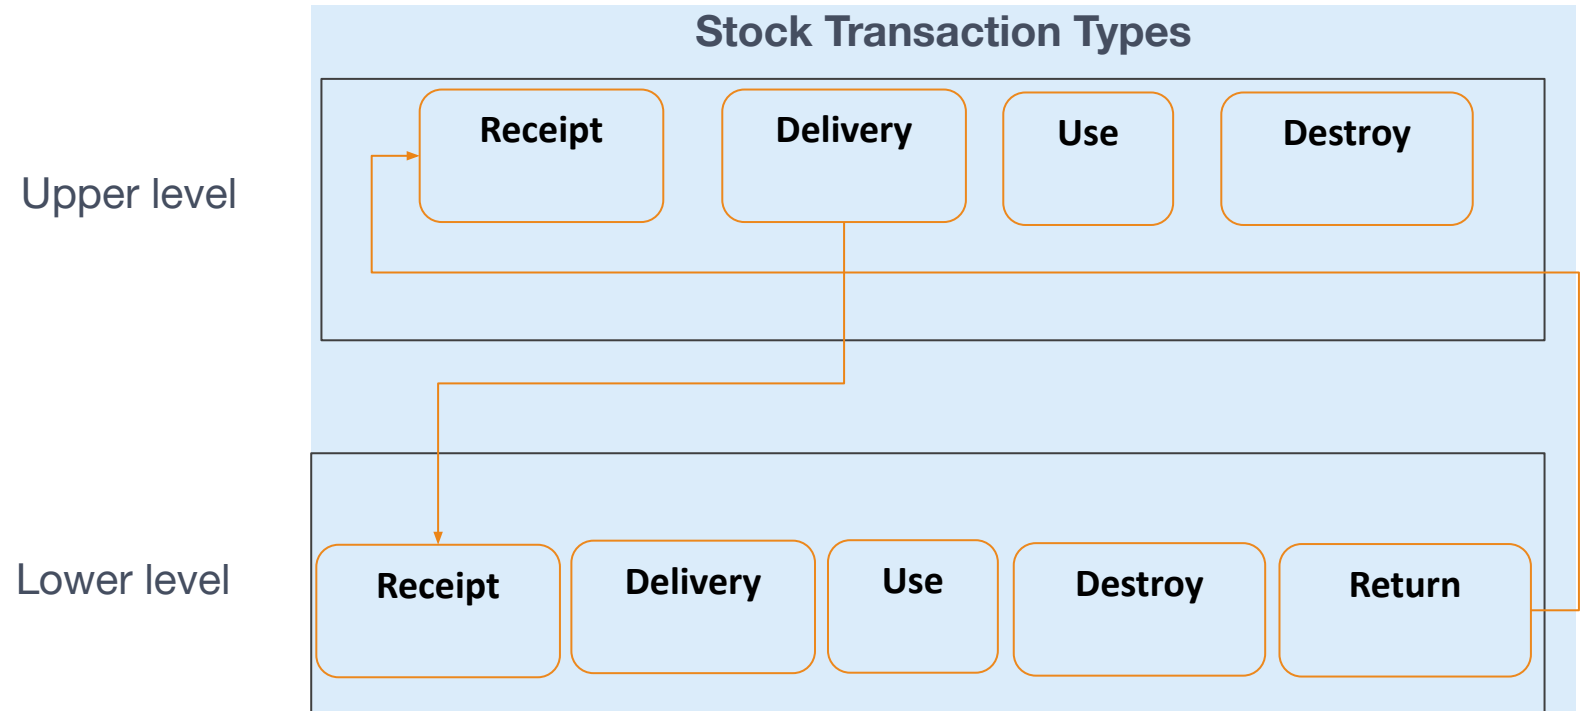 Stock Transaction Types
Upper level
Receipt
Delivery
Use
Destroy
Lower level
Receipt
Delivery
Use
Destroy
Return